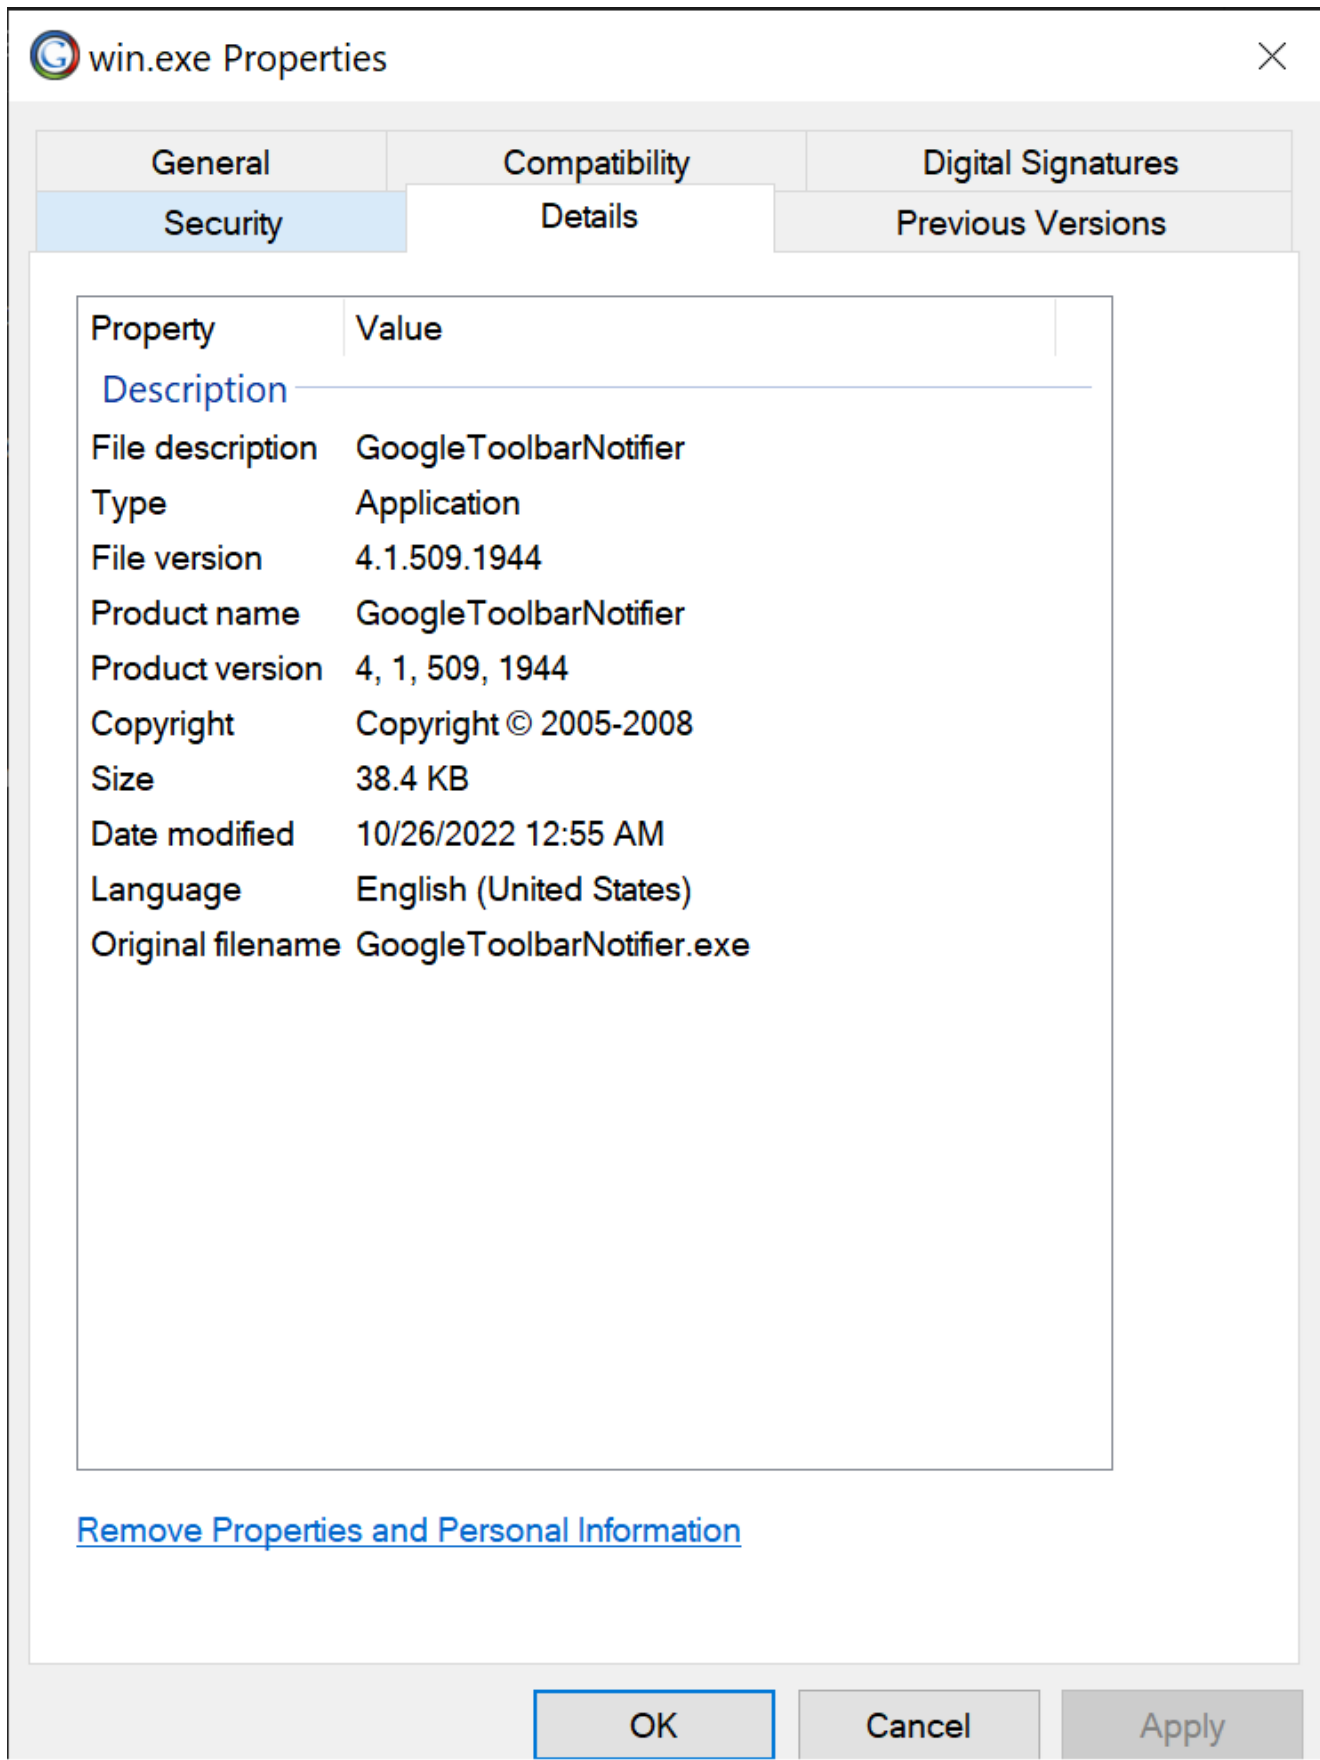 win.exe Properties
General Compatibility Digital Signatures
Security Details Previous Versions
Property Value
Description
File description GoogleToolbarNotifier
Type Application
File version 4.1.509.1944
Product name GoogleToolbarNotifier
Product version 4, 1, 509, 1944
Copyright Copyright © 2005-2008
Size 38.4 KB
Date modified 10/26/2022 12:55 AM
Language English (United States)
Original filename GoogleToolbarNotifier.exe
Remove Properties and Personal Information
OK Cancel Apply